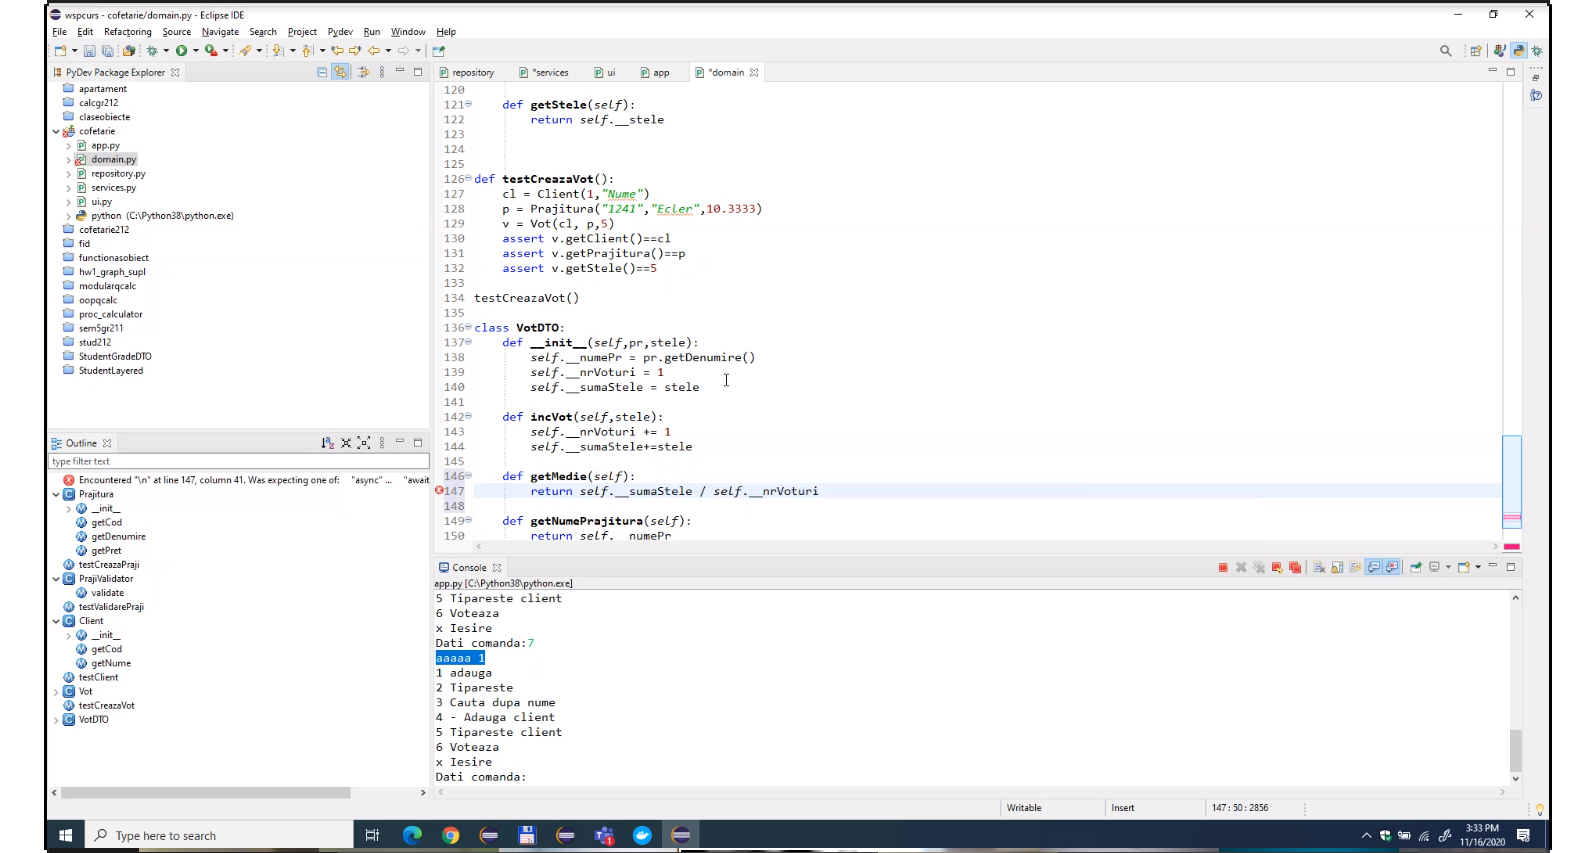 wspcurs - cofetarie/domain.py - Eclipse IDE
File Edit Refactoring Source Navigate Search Project Pydev Run Window Help
PyDev Package Explorer
apartament
calcgr212
claseobiecte
cofetarie
app.py
domain.py
repository.py
services.py
ui.py
python (C:\Python38\python.exe)
cofetarie212
fid
functionasobiect
hw1_graph_supl
modularqcalc
oopqcalc
proc_calculator
sem5gr211
stud212
StudentGradeDTO
StudentLayered
Outline
type filter text
Encountered "\n" at line 147, column 41. Was expecting one of: "async" ... "await
Prajitura
__init__
getCod
getDenumire
getPret
testCreazaPraji
PrajiValidator
validate
testValidarePraji
Client
__init__
getCod
getNume
testClient
Vot
testCreazaVot
VotDTO
repository *services ui app *domain
120
121 def getStele(self):
122 return self.__stele
123
124
125
126 def testCreazaVot():
127 cl = Client(1,"Nume")
128 p = Prajitura("1241","Ecler",10.3333)
129 v = Vot(cl, p,5)
130 assert v.getClient()==cl
131 assert v.getPrajitura()==p
132 assert v.getStele()==5
133
134 testCreazaVot()
135
136 class VotDTO:
137 def __init__(self,pr,stele):
138 self.__numePr = pr.getDenumire()
139 self.__nrVoturi = 1
140 self.__sumaStele = stele
141
142 def incVot(self,stele):
143 self.__nrVoturi += 1
144 self.__sumaStele+=stele
145
146 def getMedie(self):
147 return self.__sumaStele / self.__nrVoturi
148
149 def getNumePrajitura(self):
150 return self.__numePr
Console
app.py [C:\Python38\python.exe]
5 Tipareste client
6 Voteaza
x Iesire
Dati comanda:7
aaaaa 1
1 adauga
2 Tipareste
3 Cauta dupa nume
4 - Adauga client
5 Tipareste client
6 Voteaza
x Iesire
Dati comanda:
Writable Insert 147 : 50 : 2856
Type here to search
3:33 PM
11/16/2020